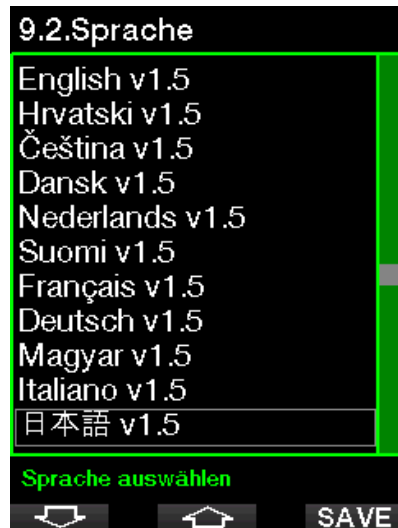 9.2.Sprache
English v1.5
Hrvatski v1.5
Čeština v1.5
Dansk v1.5
Nederlands v1.5
Suomi v1.5
Français v1.5
Deutsch v1.5
Magyar v1.5
Italiano v1.5
日本語 v1.5
Sprache auswählen
SAVE